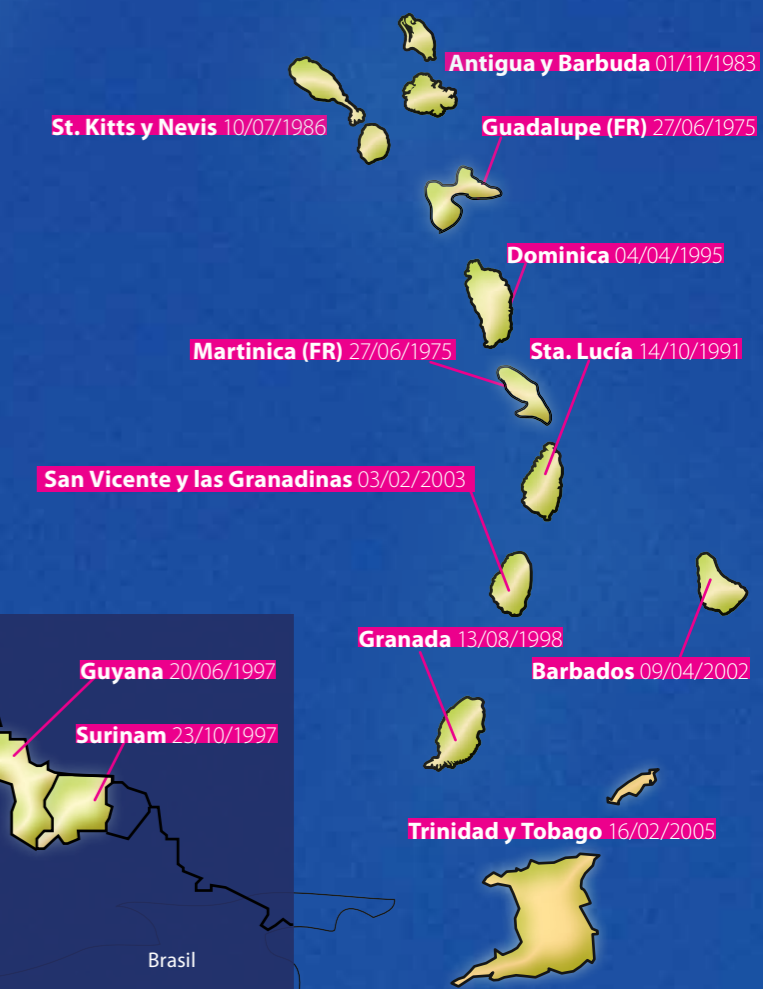 Antigua y Barbuda 01/11/1983
St. Kitts y Nevis 10/07/1986
Guadalupe (FR) 27/06/1975
Dominica 04/04/1995
Martinica (FR) 27/06/1975
Sta. Lucía 14/10/1991
San Vicente y las Granadinas 03/02/2003
Granada 13/08/1998
Barbados 09/04/2002
Guyana 20/06/1997
Surinam 23/10/1997
Trinidad y Tobago 16/02/2005
Brasil